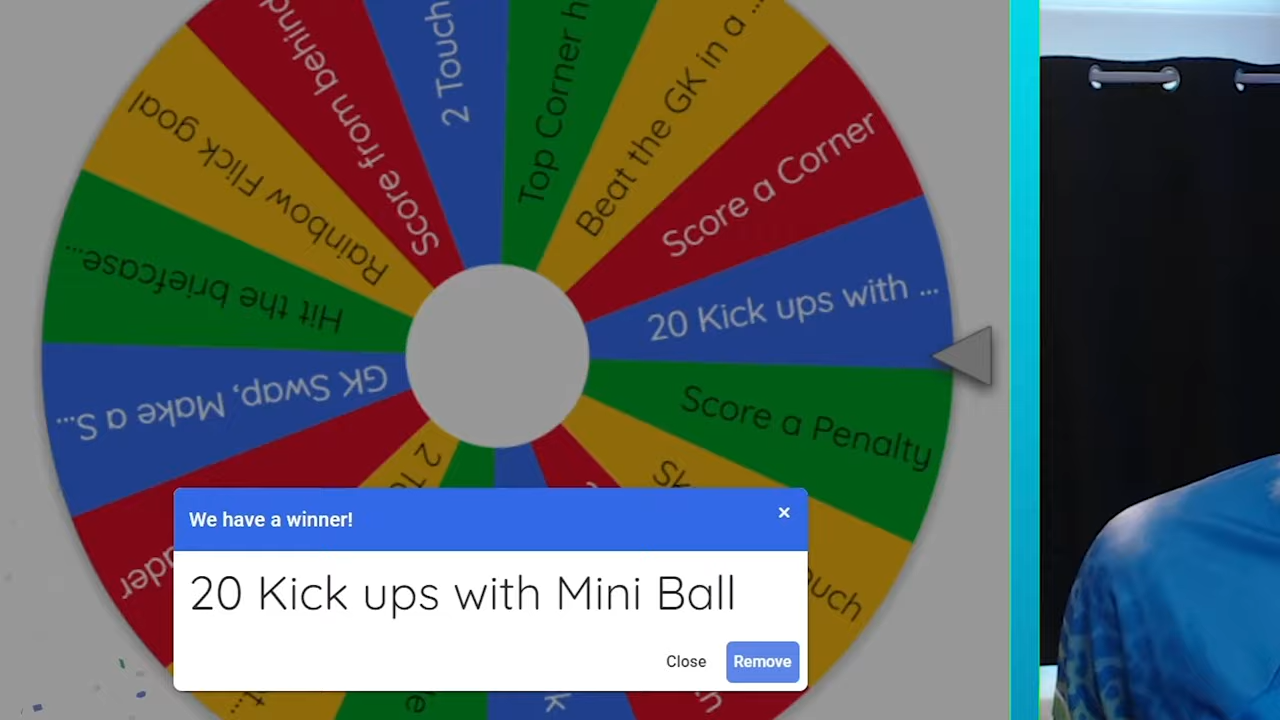 2 Touch
Top Corner h
Beat the GK in a ...
Score a Corner
20 Kick ups with ...
Score a Penalty
Score from behind
Rainbow Flick goal
Hit the briefcase...
GK Swap, Make a S...
We have a winner!
×
20 Kick ups with Mini Ball
Close
Remove